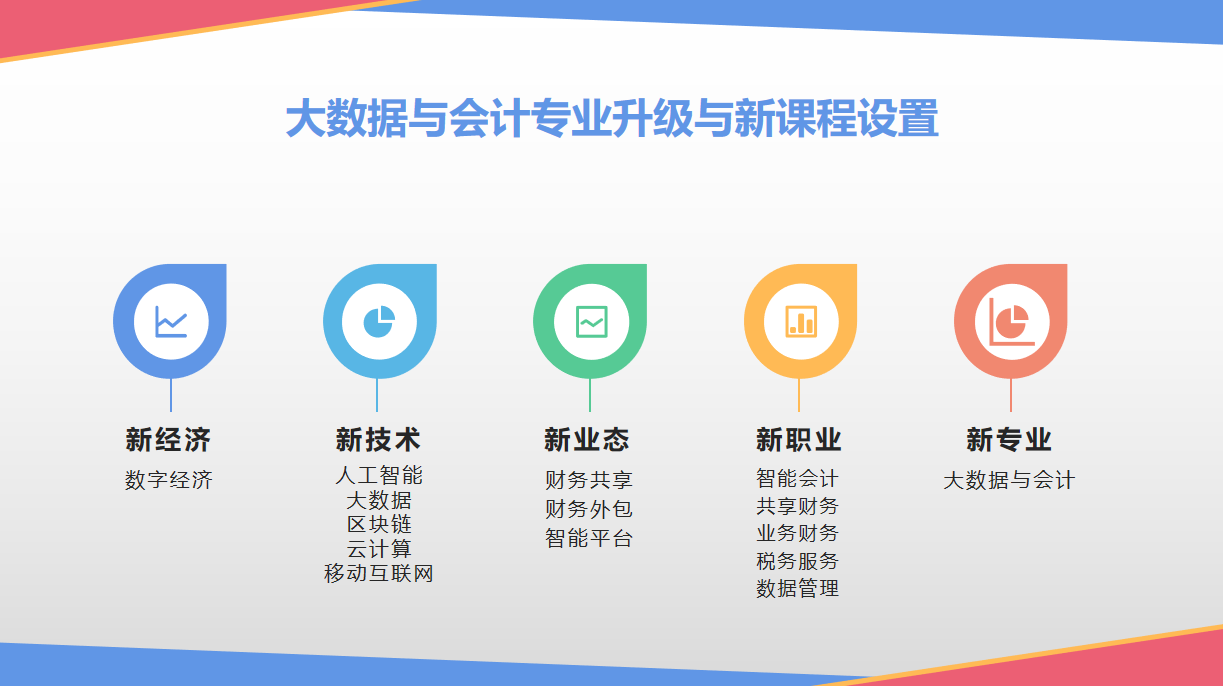 大数据与会计专业升级与新课程设置
新经济
数字经济
新技术
人工智能
大数据
区块链
云计算
移动互联网
新业态
财务共享
财务外包
智能平台
新职业
智能会计
共享财务
业务财务
税务服务
数据管理
新专业
大数据与会计